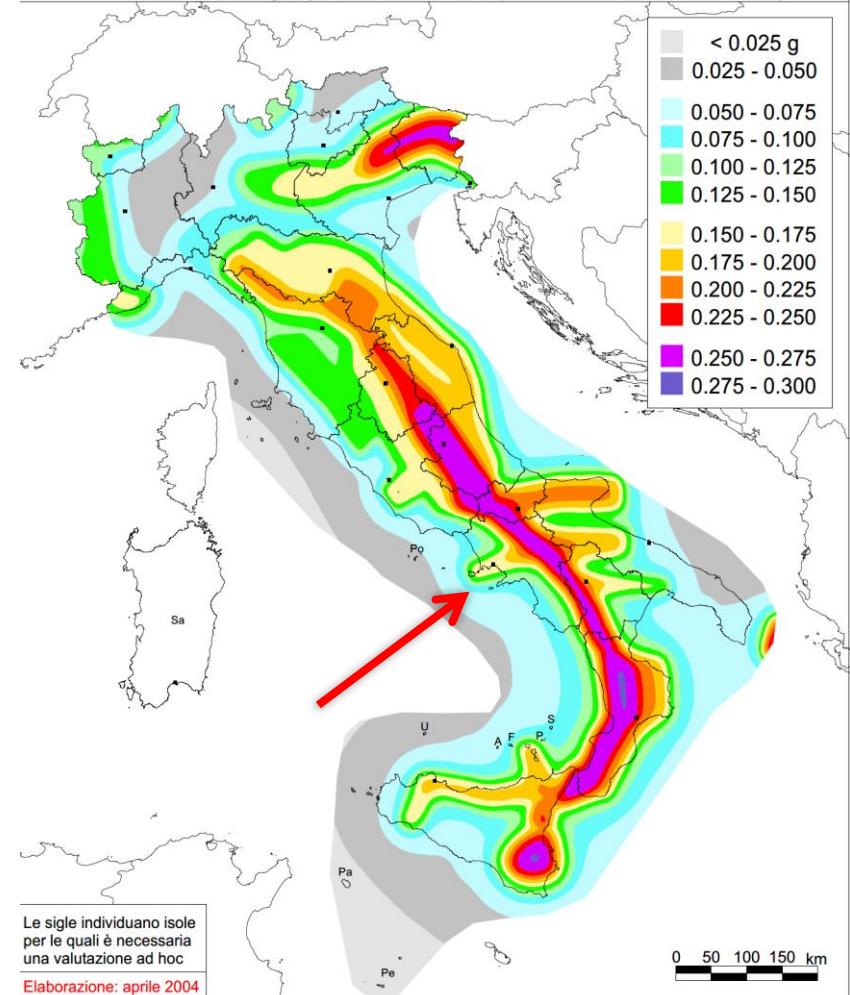 < 0.025 g
0.025 - 0.050
0.050 - 0.075
0.075 - 0.100
0.100 - 0.125
0.125 - 0.150
0.150 - 0.175
0.175 - 0.200
0.200 - 0.225
0.225 - 0.250
0.250 - 0.275
0.275 - 0.300
Po
Sa
U
A F P S
Pa
Pe
Le sigle individuano isole
per le quali è necessaria
una valutazione ad hoc
Elaborazione: aprile 2004
0 50 100 150 km